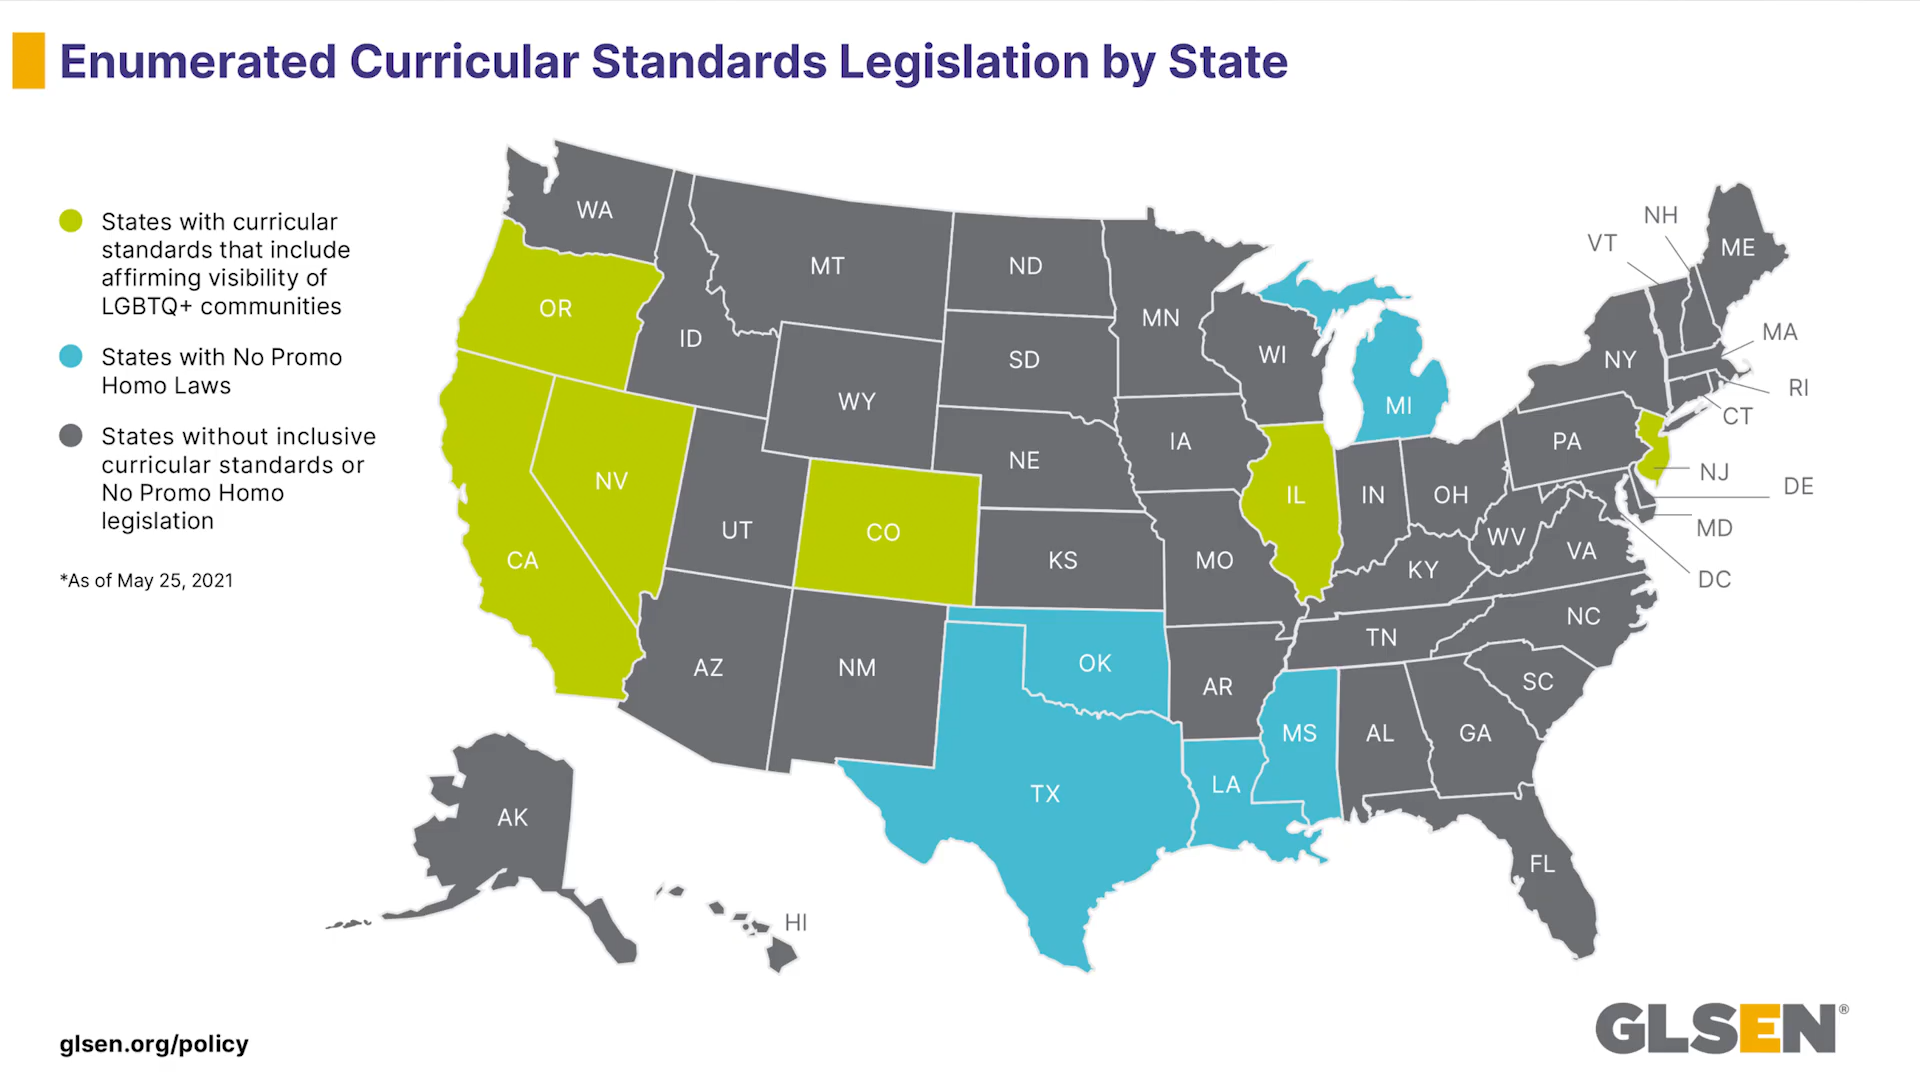 Enumerated Curricular Standards Legislation by State
States with curricular
standards that include
affirming visibility of
LGBTQ+ communities
States with No Promo
Homo Laws
States without inclusive
curricular standards or
No Promo Homo
legislation
*As of May 25, 2021
WA
OR
CA
NV
ID
MT
WY
UT
CO
AZ
NM
ND
SD
NE
KS
OK
TX
MN
IA
MO
AR
LA
WI
IL
MI
IN
OH
KY
TN
MS
AL
GA
FL
SC
NC
VA
WV
PA
NY
VT
NH
ME
MA
RI
CT
NJ
DE
MD
DC
AK
HI
glsen.org/policy
GLSEN®